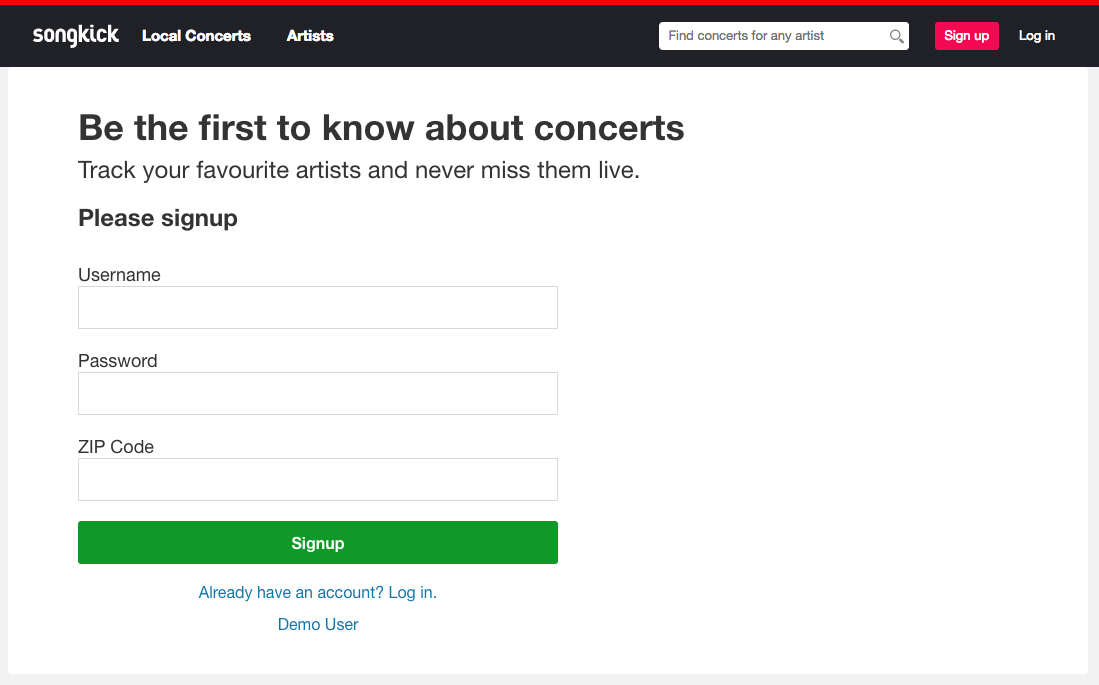 songkick Local Concerts Artists Find concerts for any artist Sign up Log in
Be the first to know about concerts
Track your favourite artists and never miss them live.
Please signup
Username
Password
ZIP Code
Signup
Already have an account? Log in.
Demo User